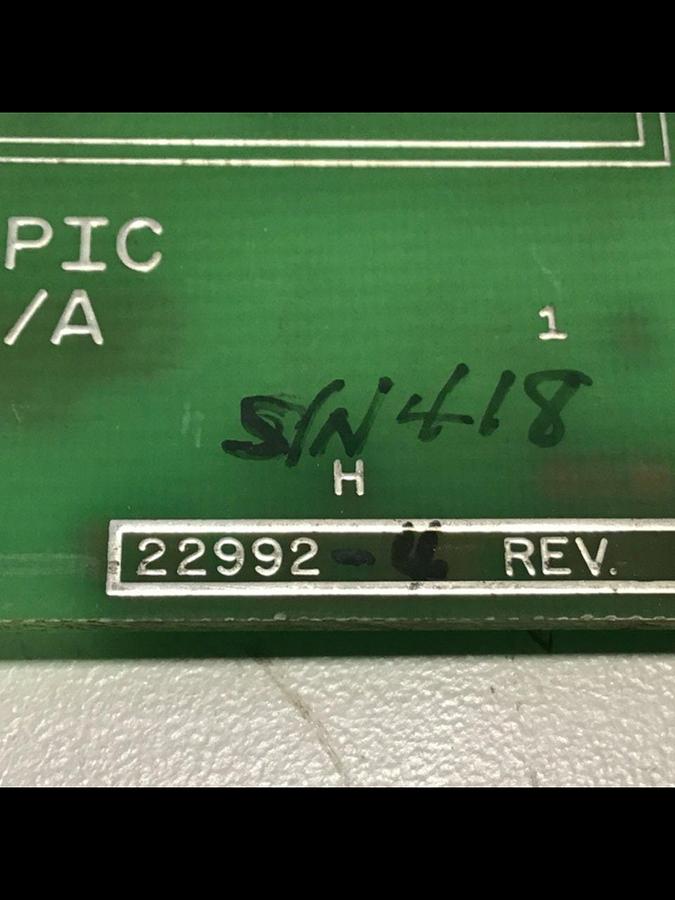 PIC
/A
1
S/N 418
H
22992 - REV.